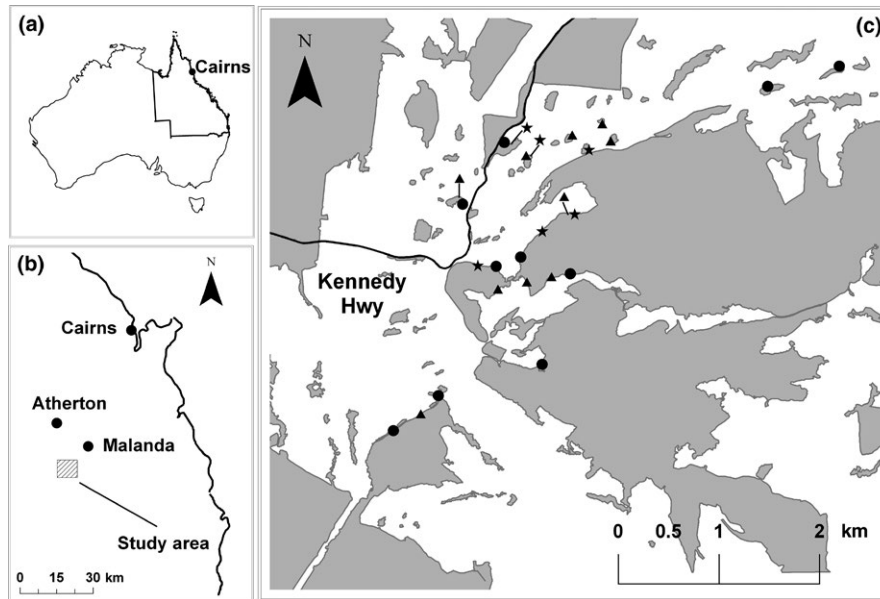 (a)
Cairns
(b)
N
Cairns
Atherton
Malanda
Study area
0 15 30 km
(c)
N
Kennedy
Hwy
0 0.5 1 2 km